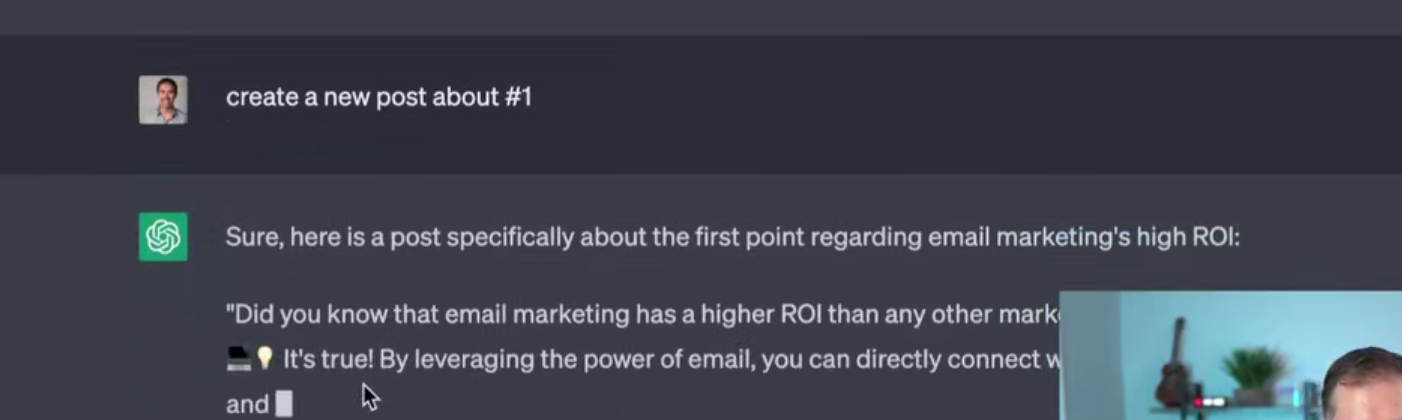 create a new post about #1
Sure, here is a post specifically about the first point regarding email marketing's high ROI:
"Did you know that email marketing has a higher ROI than any other
💻💡 It's true! By leveraging the power of email, you can directly connect
and